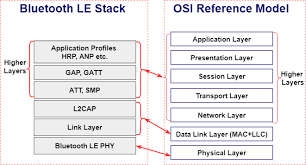 Bluetooth LE Stack
Higher
Layers
Application Profiles
HRP, ANP etc.
GAP, GATT
ATT, SMP
L2CAP
Link Layer
Bluetooth LE PHY
OSI Reference Model
Application Layer
Presentation Layer
Session Layer
Transport Layer
Network Layer
Data Link Layer (MAC+LLC)
Physical Layer
Higher
Layers